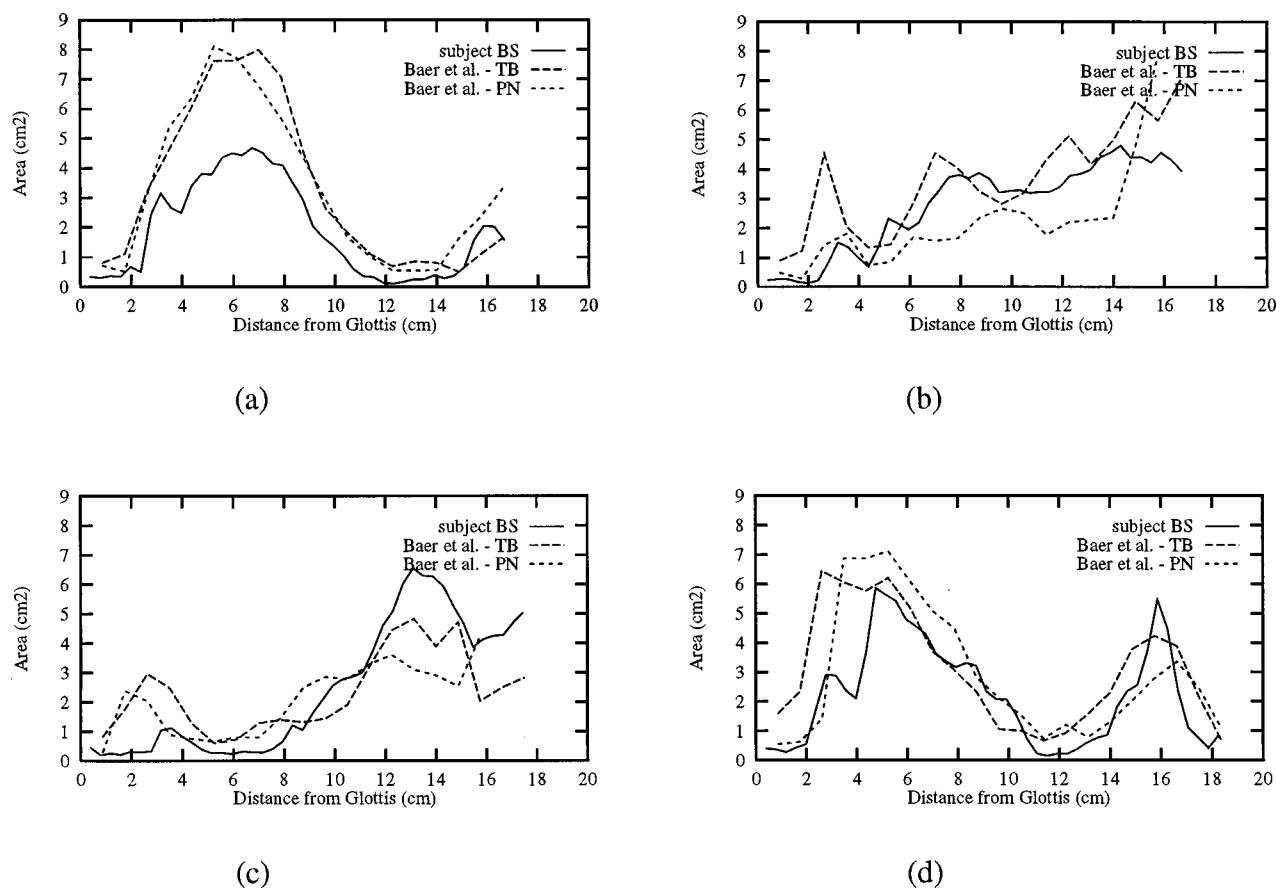 9
8
7
6
5
4
3
2
1
0
Area (cm2)
subject BS
Baer et al. - TB
Baer et al. - PN
0 2 4 6 8 10 12 14 16 18 20
Distance from Glottis (cm)
(a)
9
8
7
6
5
4
3
2
1
0
Area (cm2)
subject BS
Baer et al. - TB
Baer et al. - PN
0 2 4 6 8 10 12 14 16 18 20
Distance from Glottis (cm)
(b)
9
8
7
6
5
4
3
2
1
0
Area (cm2)
subject BS
Baer et al. - TB
Baer et al. - PN
0 2 4 6 8 10 12 14 16 18 20
Distance from Glottis (cm)
(c)
9
8
7
6
5
4
3
2
1
0
Area (cm2)
subject BS
Baer et al. - TB
Baer et al. - PN
0 2 4 6 8 10 12 14 16 18 20
Distance from Glottis (cm)
(d)